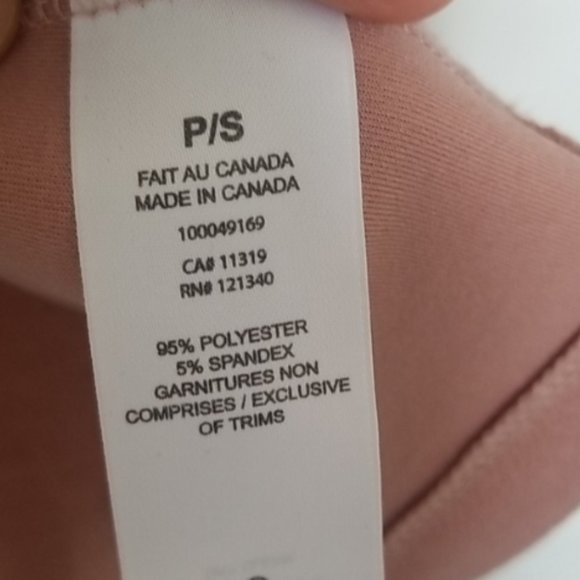 P/S
FAIT AU CANADA
MADE IN CANADA
100049169
CA# 11319
RN# 121340
95% POLYESTER
5% SPANDEX
GARNITURES NON
COMPRISES / EXCLUSIVE
OF TRIMS